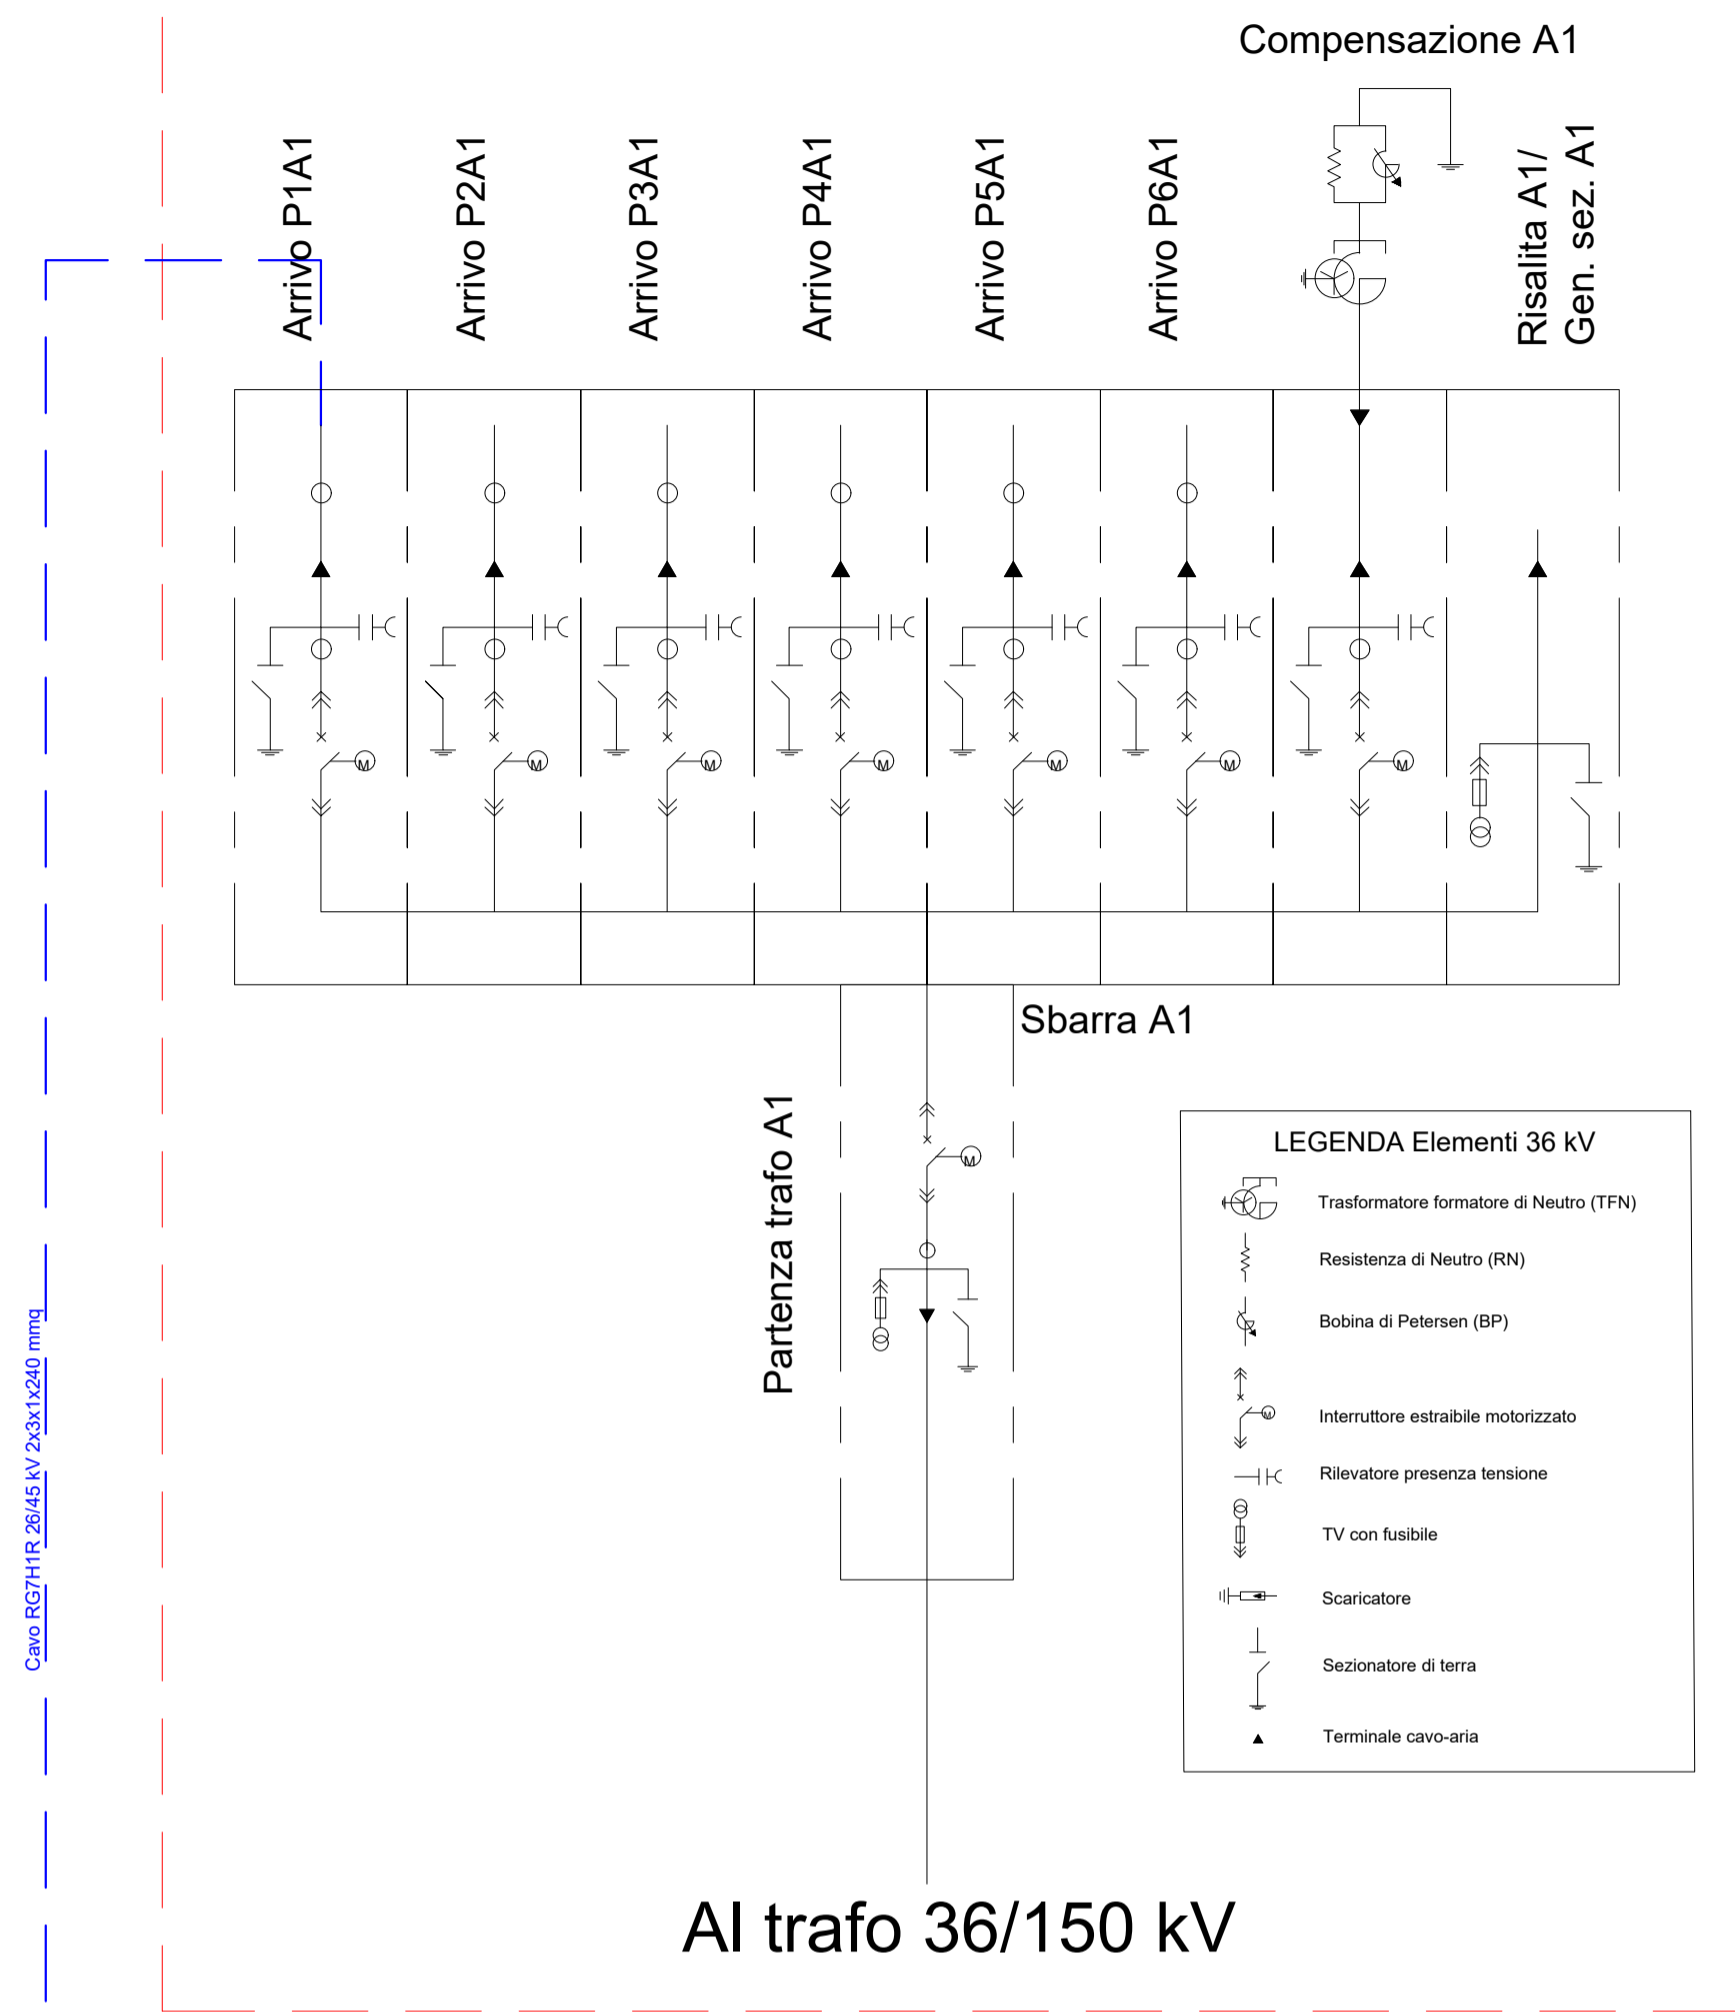 Compensazione A1
Arrivo P1A1
Arrivo P2A1
Arrivo P3A1
Arrivo P4A1
Arrivo P5A1
Arrivo P6A1
Risalita A1/
Gen. sez. A1
M
M
M
M
M
M
M
Sbarra A1
Partenza trafo A1
M
LEGENDA Elementi 36 kV
Trasformatore formatore di Neutro (TFN)
Resistenza di Neutro (RN)
Bobina di Petersen (BP)
M
Interruttore estraibile motorizzato
Rilevatore presenza tensione
TV con fusibile
Scaricatore
Sezionatore di terra
Terminale cavo-aria
Cavo RG7H1R 26/45 kV 2x3x1x240 mmq
Al trafo 36/150 kV